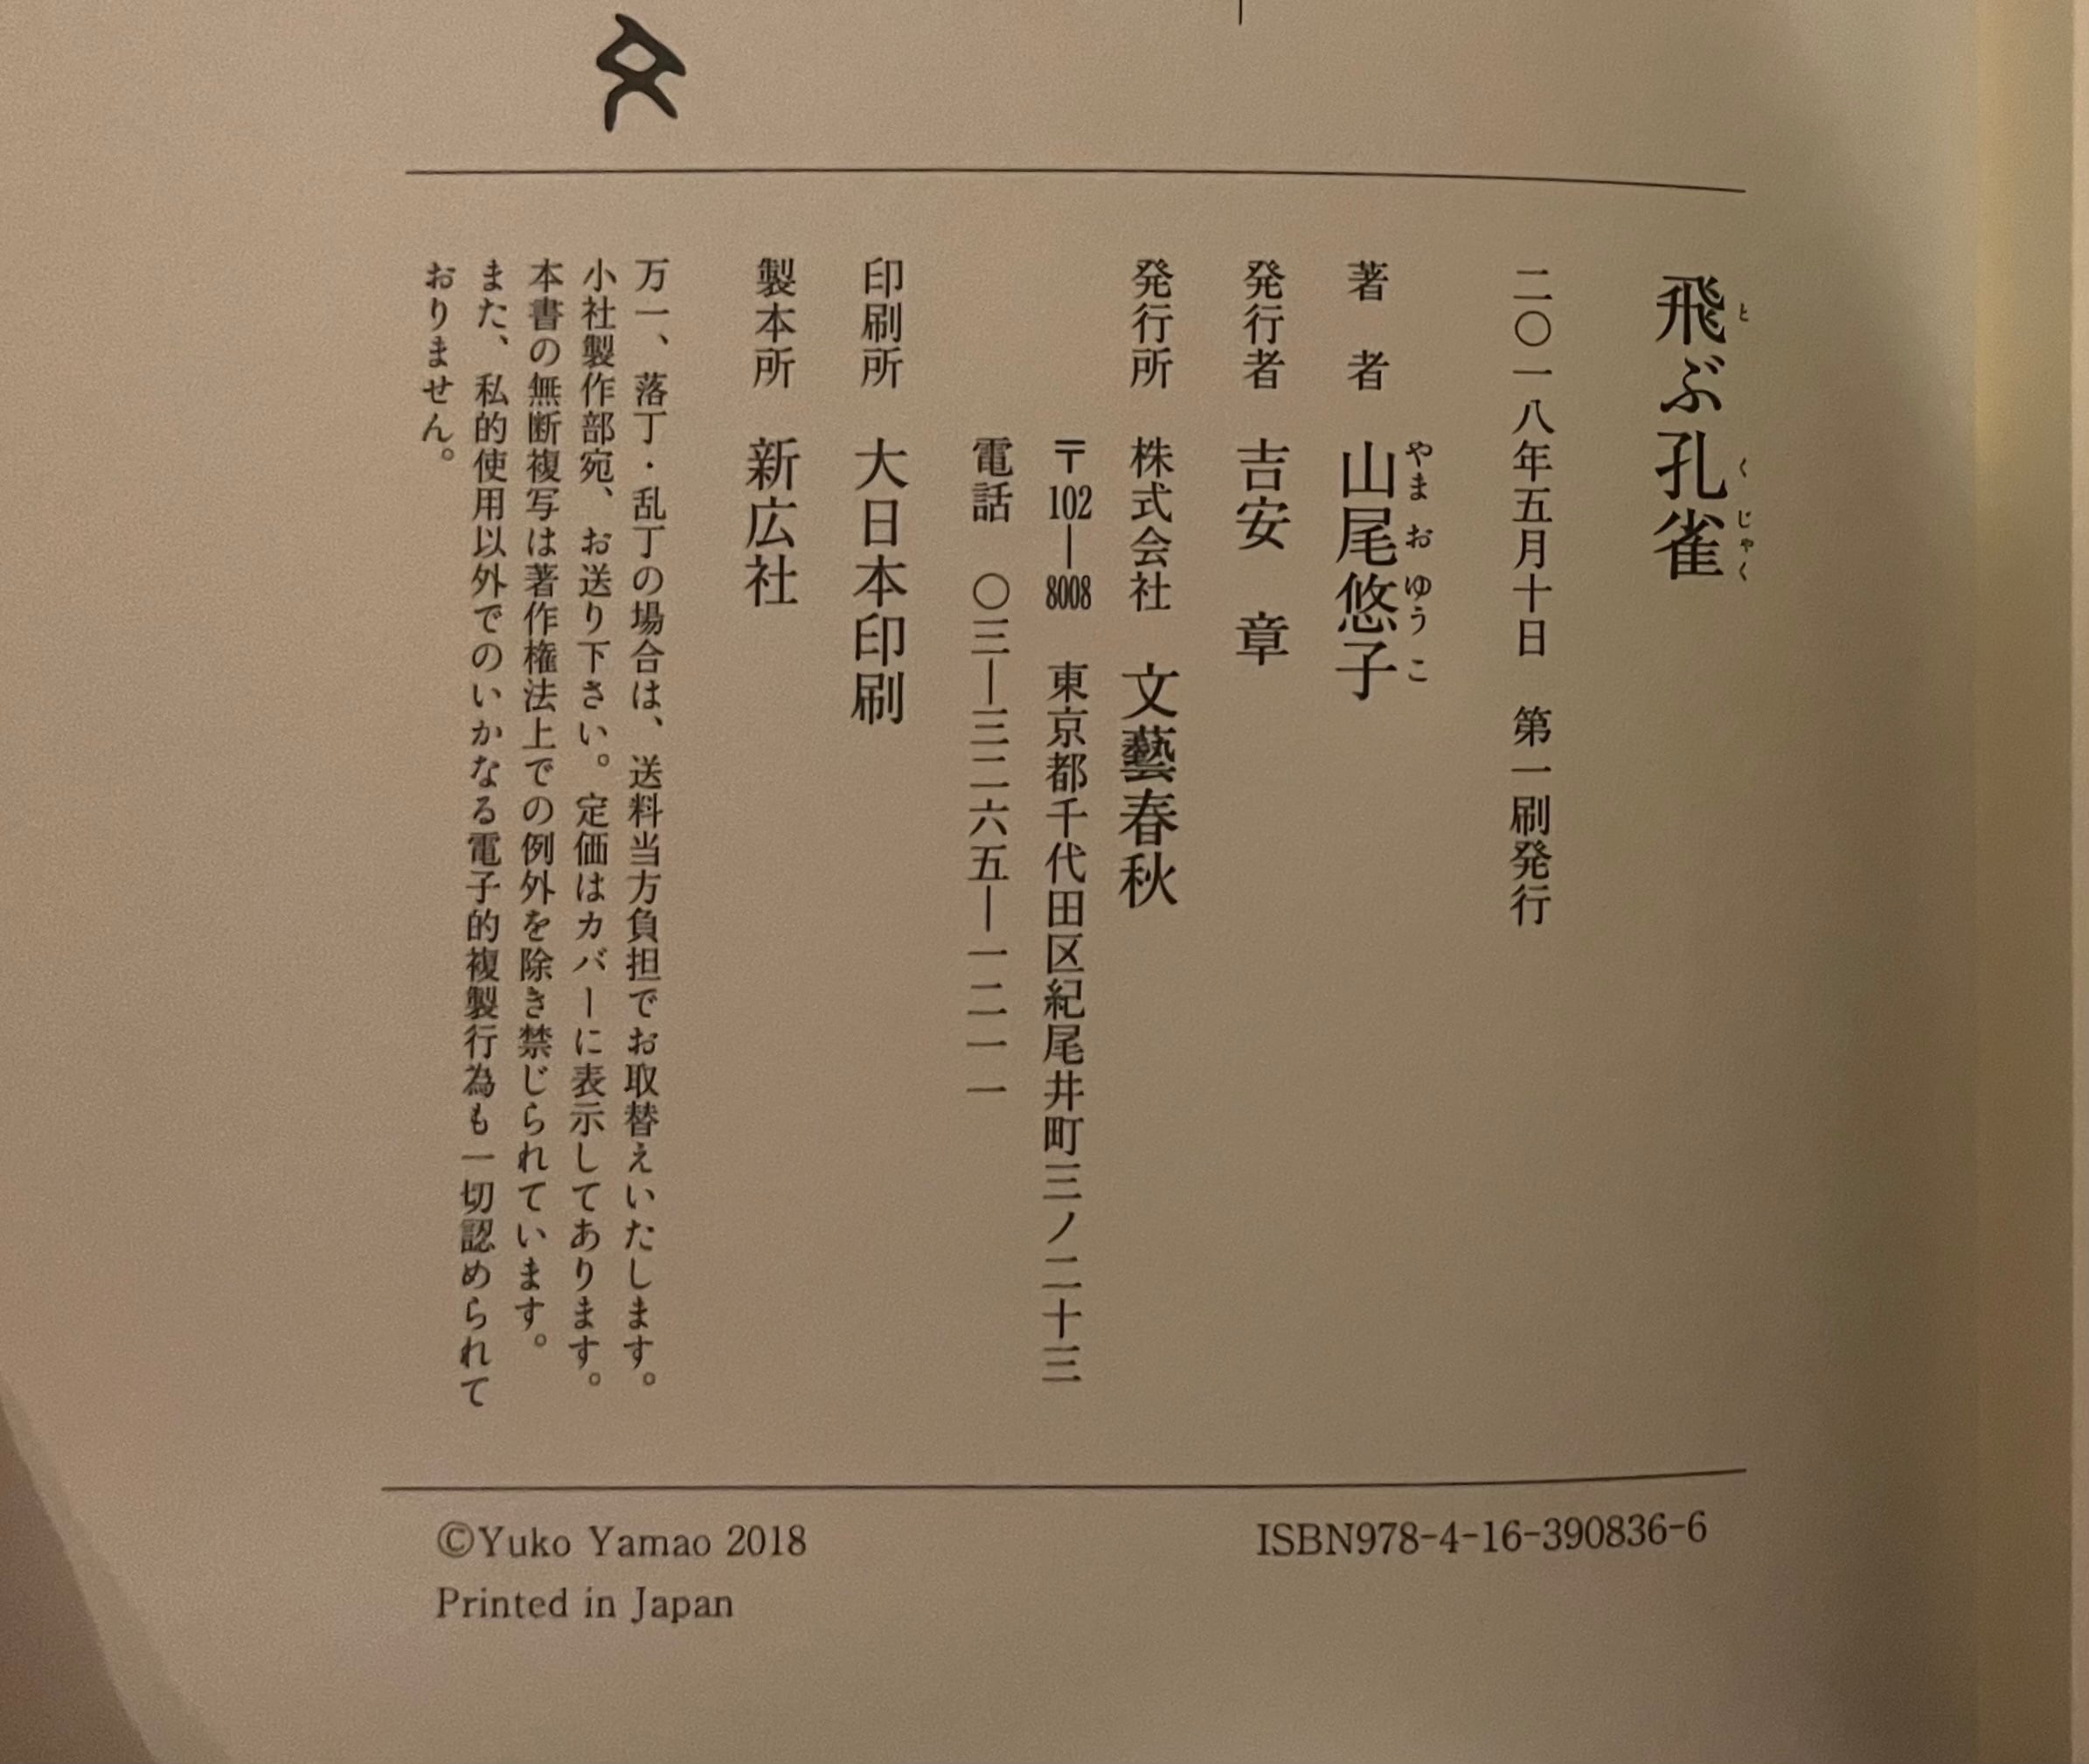 飛ぶ孔雀
二〇一八年五月十日　第一刷発行
著　者　山尾悠子
発行者　吉安　章
発行所　株式会社　文藝春秋
〒102―8008　東京都千代田区紀尾井町三ノ二十三
電話　〇三―三二六五―一二一一
印刷所　大日本印刷
製本所　新広社
万一、落丁・乱丁の場合は、送料当方負担でお取替えいたします。
小社製作部宛、お送り下さい。定価はカバーに表示してあります。
本書の無断複写は著作権法上での例外を除き禁じられています。
また、私的使用以外でのいかなる電子的複製行為も一切認められて
おりません。
©Yuko Yamao 2018
Printed in Japan
ISBN978-4-16-390836-6